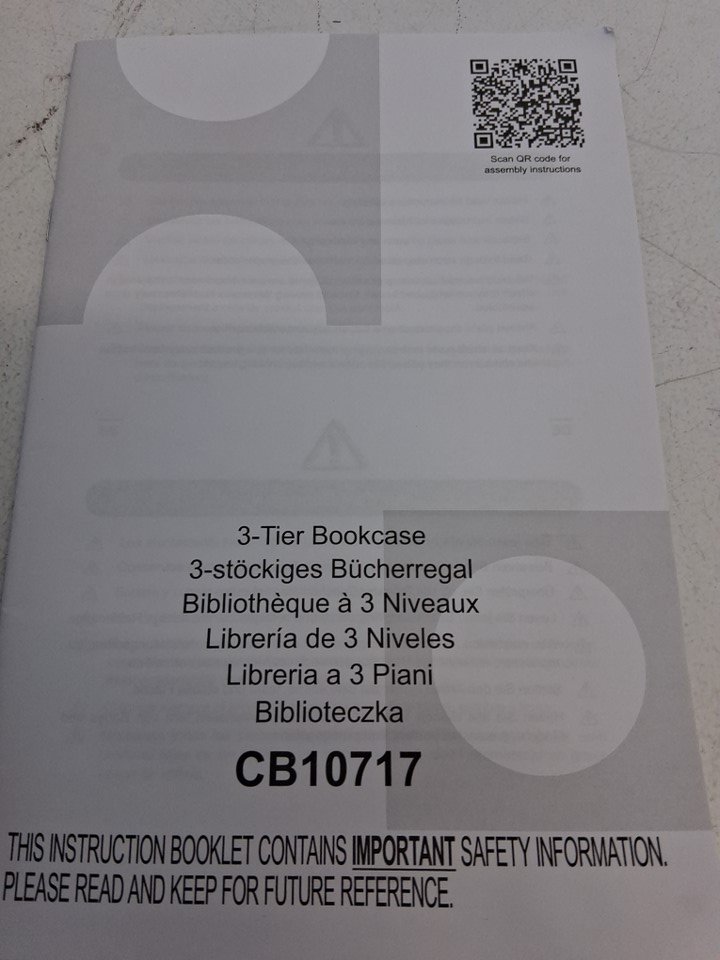 Scan QR code for
assembly instructions
3-Tier Bookcase
3-stöckiges Bücherregal
Bibliothèque à 3 Niveaux
Librería de 3 Niveles
Libreria a 3 Piani
Biblioteczka
CB10717
THIS INSTRUCTION BOOKLET CONTAINS IMPORTANT SAFETY INFORMATION.
PLEASE READ AND KEEP FOR FUTURE REFERENCE.